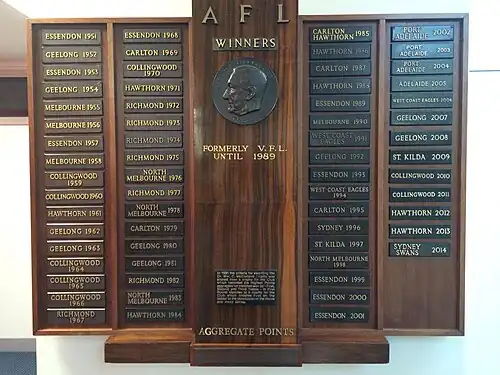 AFL
WINNERS
FORMERLY V.F.L.
UNTIL 1989
AGGREGATE POINTS
ESSENDON 1951
GEELONG 1952
ESSENDON 1953
GEELONG 1954
MELBOURNE 1955
MELBOURNE 1956
ESSENDON 1957
MELBOURNE 1958
COLLINGWOOD
1959
COLLINGWOOD 1960
HAWTHORN 1961
GEELONG 1962
GEELONG 1963
COLLINGWOOD
1964
COLLINGWOOD
1965
COLLINGWOOD
1966
RICHMOND
1967
ESSENDON 1968
CARLTON 1969
COLLINGWOOD
1970
HAWTHORN 1971
RICHMOND 1972
RICHMOND 1973
RICHMOND 1974
RICHMOND 1975
NORTH
MELBOURNE 1976
RICHMOND 1977
NORTH
MELBOURNE 1978
CARLTON 1979
GEELONG 1980
GEELONG 1981
RICHMOND 1982
NORTH
MELBOURNE 1983
HAWTHORN 1984
CARLTON
HAWTHORN 1985
HAWTHORN 1986
CARLTON 1987
HAWTHORN 1988
ESSENDON 1989
MELBOURNE 1990
WEST COAST
EAGLES 1991
GEELONG 1992
ESSENDON 1993
WEST COAST EAGLES
1994
CARLTON 1995
SYDNEY 1996
ST. KILDA 1997
NORTH MELBOURNE
1998
ESSENDON 1999
ESSENDON 2000
ESSENDON 2001
PORT
ADELAIDE 2002
PORT
ADELAIDE 2003
PORT
ADELAIDE 2004
ADELAIDE 2005
WEST COAST EAGLES 2006
GEELONG 2007
GEELONG 2008
ST. KILDA 2009
COLLINGWOOD 2010
COLLINGWOOD 2011
HAWTHORN 2012
HAWTHORN 2013
SYDNEY
SWANS 2014